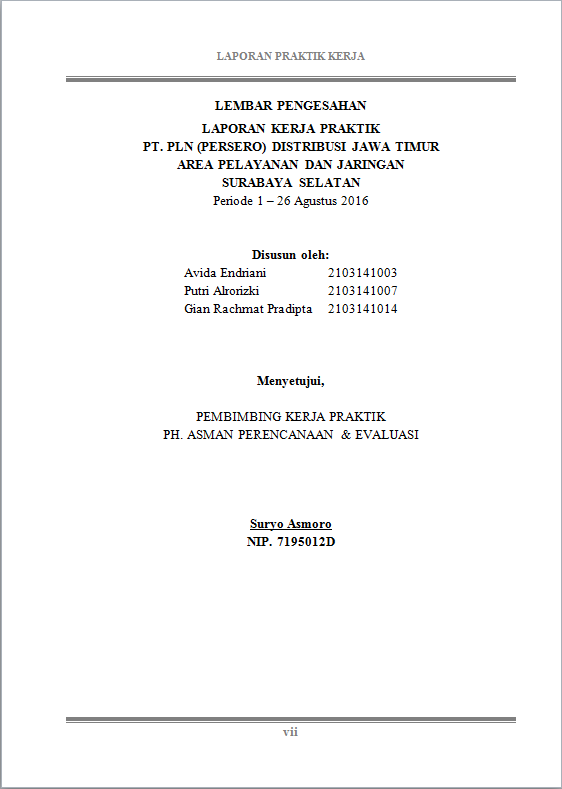 LAPORAN PRAKTIK KERJA
LEMBAR PENGESAHAN
LAPORAN KERJA PRAKTIK
PT. PLN (PERSERO) DISTRIBUSI JAWA TIMUR
AREA PELAYANAN DAN JARINGAN
SURABAYA SELATAN
Periode 1 – 26 Agustus 2016
Disusun oleh:
Avida Endriani 2103141003
Putri Alrorizki 2103141007
Gian Rachmat Pradipta 2103141014
Menyetujui,
PEMBIMBING KERJA PRAKTIK
PH. ASMAN PERENCANAAN & EVALUASI
Suryo Asmoro
NIP. 7195012D
vii